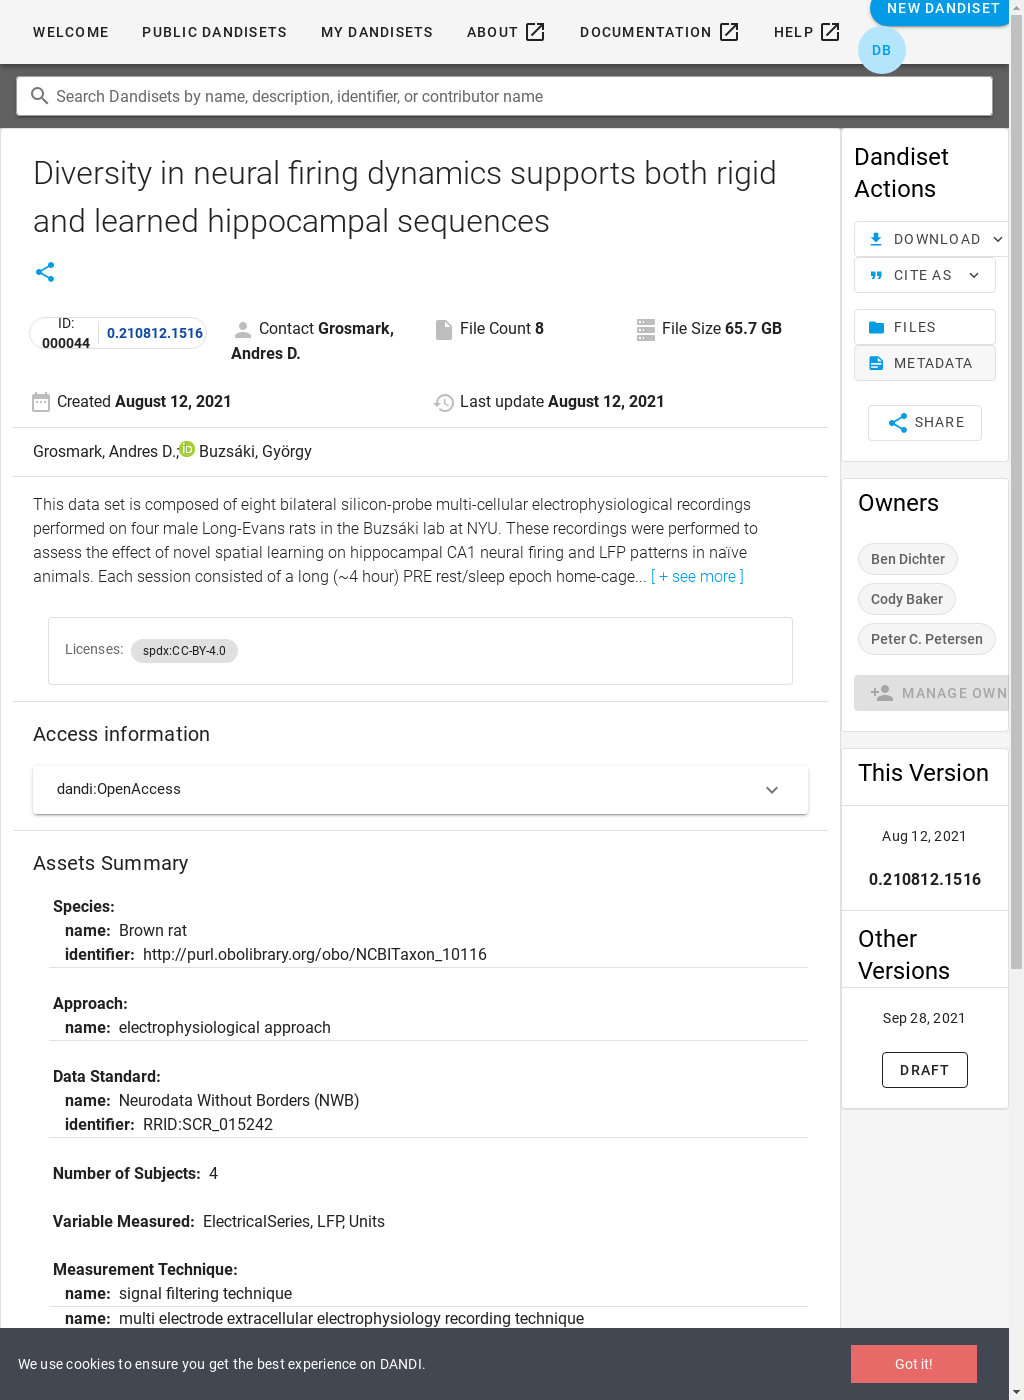 WELCOME PUBLIC DANDISETS MY DANDISETS ABOUT DOCUMENTATION HELP NEW DANDISET
DB
Search Dandisets by name, description, identifier, or contributor name
Diversity in neural firing dynamics supports both rigid
and learned hippocampal sequences
ID:
000044
0.210812.1516
Contact Grosmark,
Andres D.
File Count 8
File Size 65.7 GB
Created August 12, 2021
Last update August 12, 2021
Grosmark, Andres D.; Buzsáki, György
This data set is composed of eight bilateral silicon-probe multi-cellular electrophysiological recordings
performed on four male Long-Evans rats in the Buzsáki lab at NYU. These recordings were performed to
assess the effect of novel spatial learning on hippocampal CA1 neural firing and LFP patterns in naïve
animals. Each session consisted of a long (~4 hour) PRE rest/sleep epoch home-cage... [ + see more ]
Licenses: spdx:CC-BY-4.0
Access information
dandi:OpenAccess
Assets Summary
Species:
name: Brown rat
identifier: http://purl.obolibrary.org/obo/NCBITaxon_10116
Approach:
name: electrophysiological approach
Data Standard:
name: Neurodata Without Borders (NWB)
identifier: RRID:SCR_015242
Number of Subjects: 4
Variable Measured: ElectricalSeries, LFP, Units
Measurement Technique:
name: signal filtering technique
name: multi electrode extracellular electrophysiology recording technique
Dandiset
Actions
DOWNLOAD
CITE AS
FILES
METADATA
SHARE
Owners
Ben Dichter
Cody Baker
Peter C. Petersen
MANAGE OWN
This Version
Aug 12, 2021
0.210812.1516
Other
Versions
Sep 28, 2021
DRAFT
We use cookies to ensure you get the best experience on DANDI.
Got it!